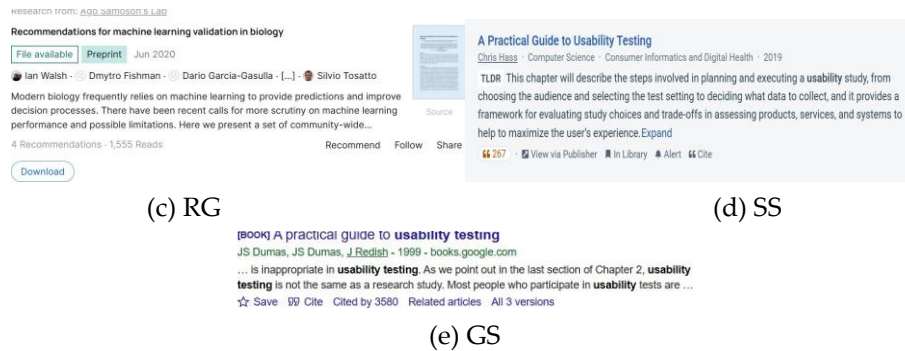 Research from: Ago Samoson's Lab
Recommendations for machine learning validation in biology
File available Preprint Jun 2020
Ian Walsh · Dmytro Fishman · Dario Garcia-Gasulla · [...] · Silvio Tosatto
Modern biology frequently relies on machine learning to provide predictions and improve
decision processes. There have been recent calls for more scrutiny on machine learning
performance and possible limitations. Here we present a set of community-wide...
Source
4 Recommendations · 1,555 Reads
Recommend Follow Share
Download
(c) RG
A Practical Guide to Usability Testing
Chris Hass · Computer Science · Consumer Informatics and Digital Health · 2019
TLDR This chapter will describe the steps involved in planning and executing a usability study, from
choosing the audience and selecting the test setting to deciding what data to collect, and it provides a
framework for evaluating study choices and trade-offs in assessing products, services, and systems to
help to maximize the user's experience.Expand
267 · View via Publisher In Library Alert Cite
(d) SS
[BOOK] A practical guide to usability testing
JS Dumas, JS Dumas, J Redish - 1999 - books.google.com
... is inappropriate in usability testing. As we point out in the last section of Chapter 2, usability
testing is not the same as a research study. Most people who participate in usability tests are ...
Save Cite Cited by 3580 Related articles All 3 versions
(e) GS